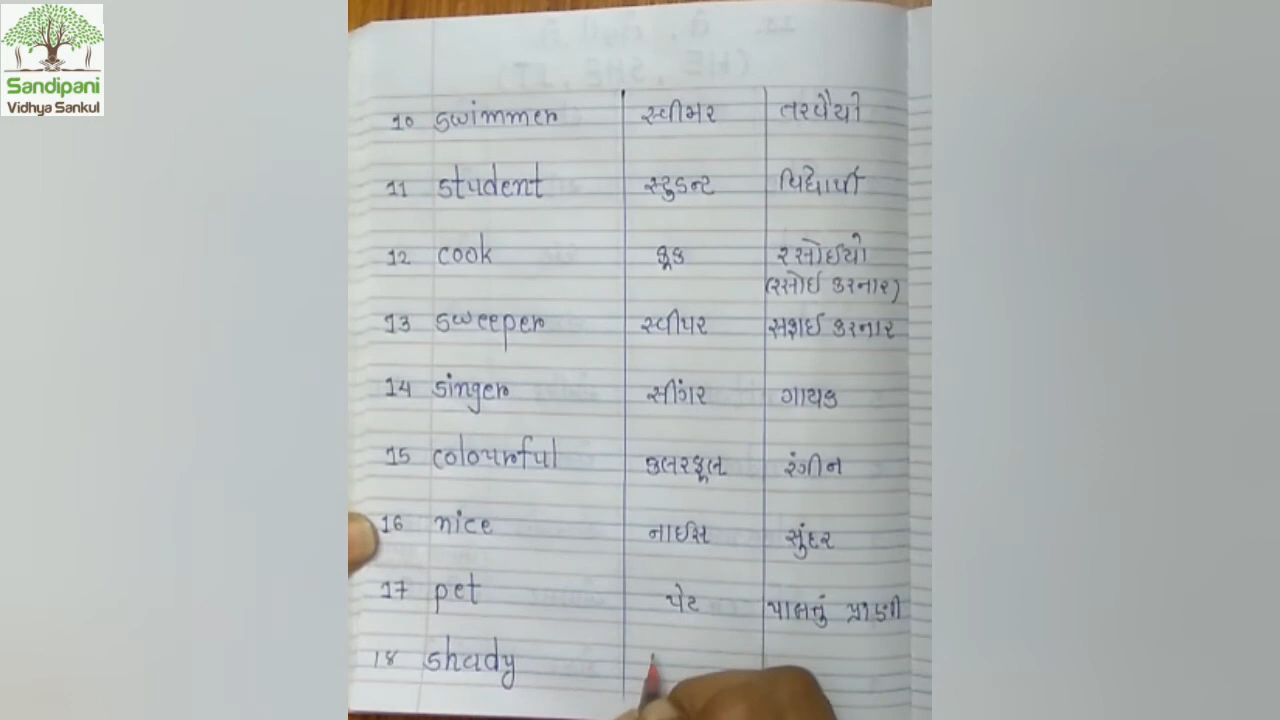 Sandipani
Vidhya Sankul
10 swimmer સ્વીમર તરવૈયો
11 student સ્ટુડન્ટ વિદ્યાર્થી
12 cook કૂક રસોઈયો
(રસોઈ કરનાર)
13 sweeper સ્વીપર સફાઈ કરનાર
14 singer સીંગર ગાયક
15 colourful કલરફૂલ રંગીન
16 nice નાઈસ સુંદર
17 pet પેટ પાલતું પ્રાણી
18 shady